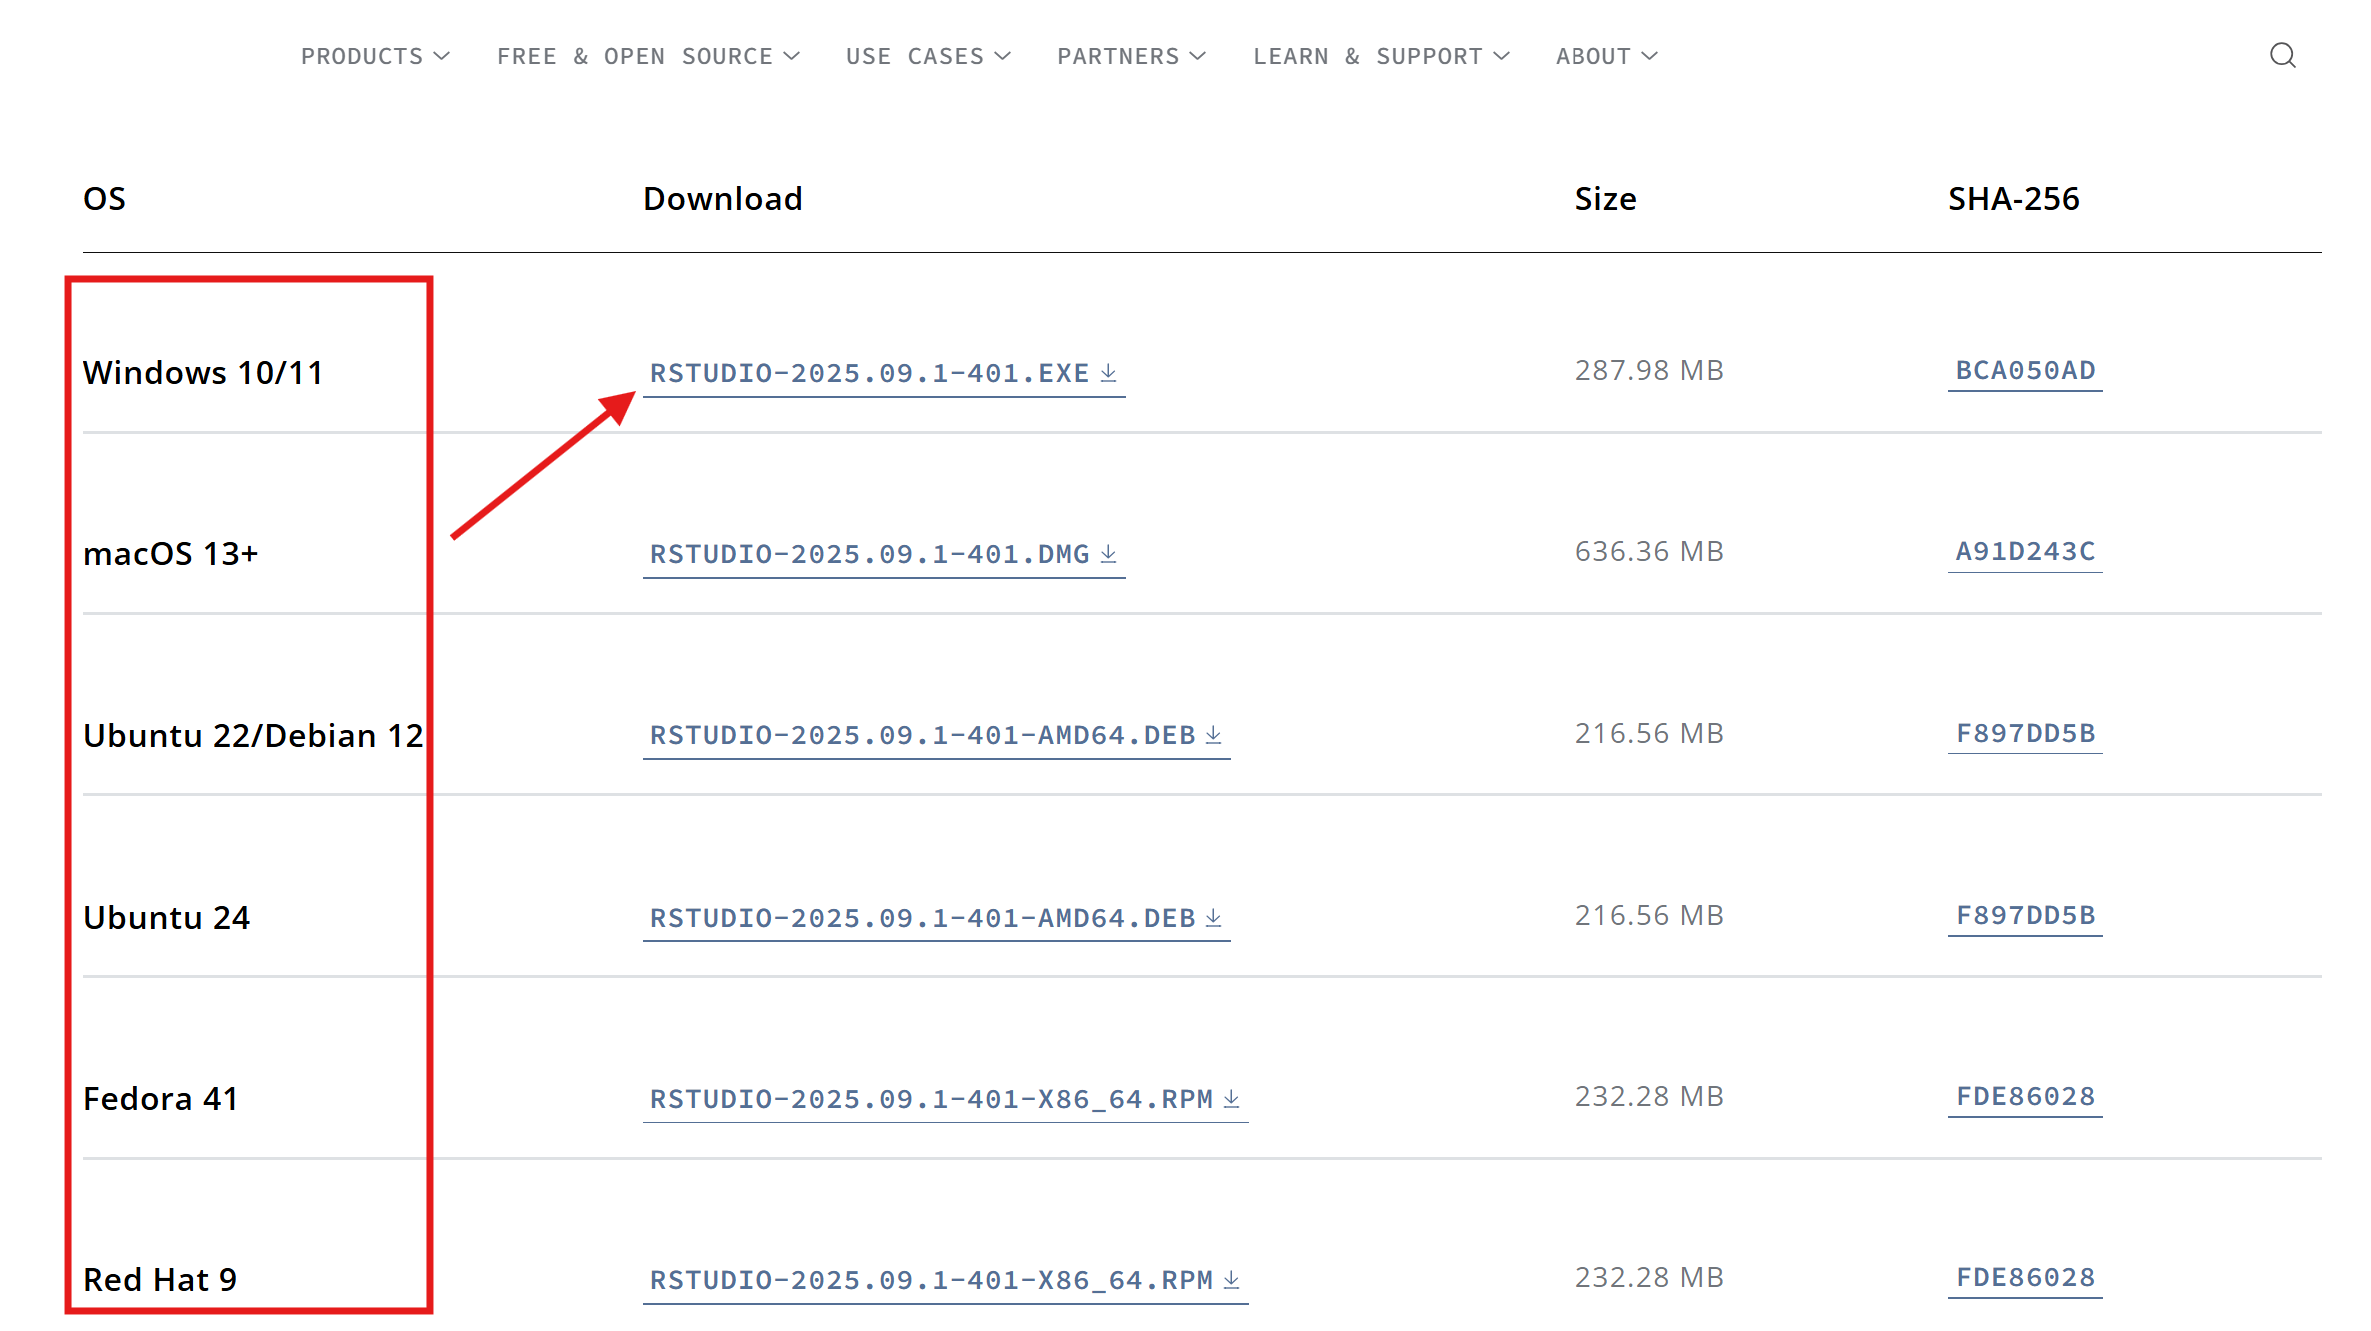 PRODUCTS FREE & OPEN SOURCE USE CASES PARTNERS LEARN & SUPPORT ABOUT
OS Download Size SHA-256
Windows 10/11 RSTUDIO-2025.09.1-401.EXE 287.98 MB BCA050AD
macOS 13+ RSTUDIO-2025.09.1-401.DMG 636.36 MB A91D243C
Ubuntu 22/Debian 12 RSTUDIO-2025.09.1-401-AMD64.DEB 216.56 MB F897DD5B
Ubuntu 24 RSTUDIO-2025.09.1-401-AMD64.DEB 216.56 MB F897DD5B
Fedora 41 RSTUDIO-2025.09.1-401-X86_64.RPM 232.28 MB FDE86028
Red Hat 9 RSTUDIO-2025.09.1-401-X86_64.RPM 232.28 MB FDE86028